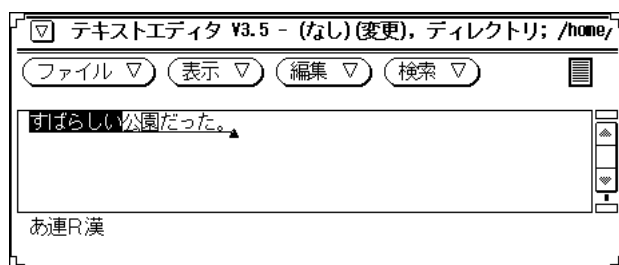 テキストエディタ V3.5 - (なし)(変更), ディレクトリ; /home/
ファイル 表示 編集 検索
すばらしい公園だった。
あ連R漢